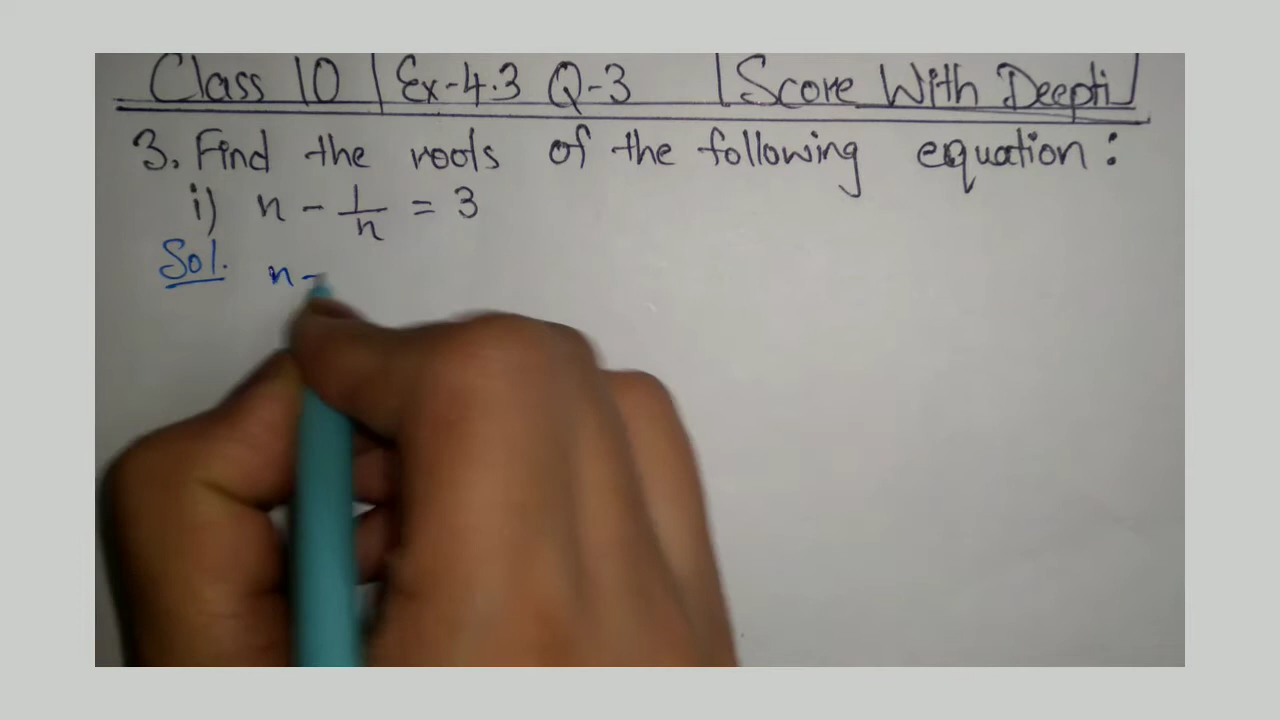 Class 10 | Ex-4.3 Q-3 | Score With Deepti |
3. Find the roots of the following equation:
i) x - 1/x = 3
Sol. x -